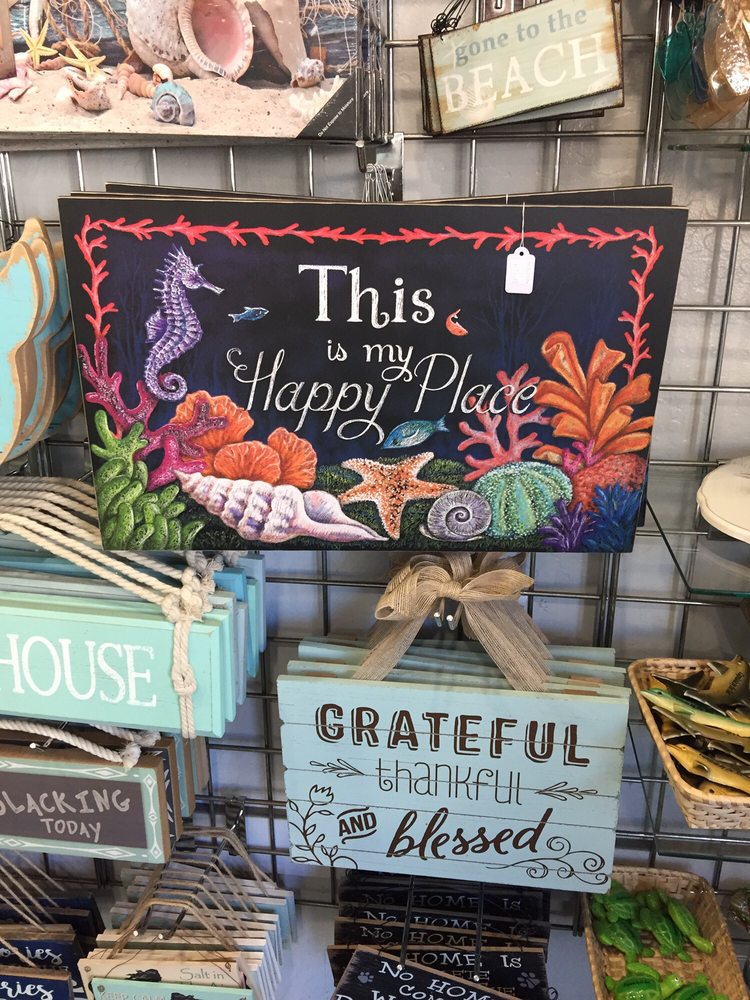 gone to the
BEACH
This
is my
Happy Place
HOUSE
GRATEFUL
thankful
AND blessed
SLACKING
TODAY
No HOME IS
No HOME IS
No HOME IS
No HOME IS
Salt in